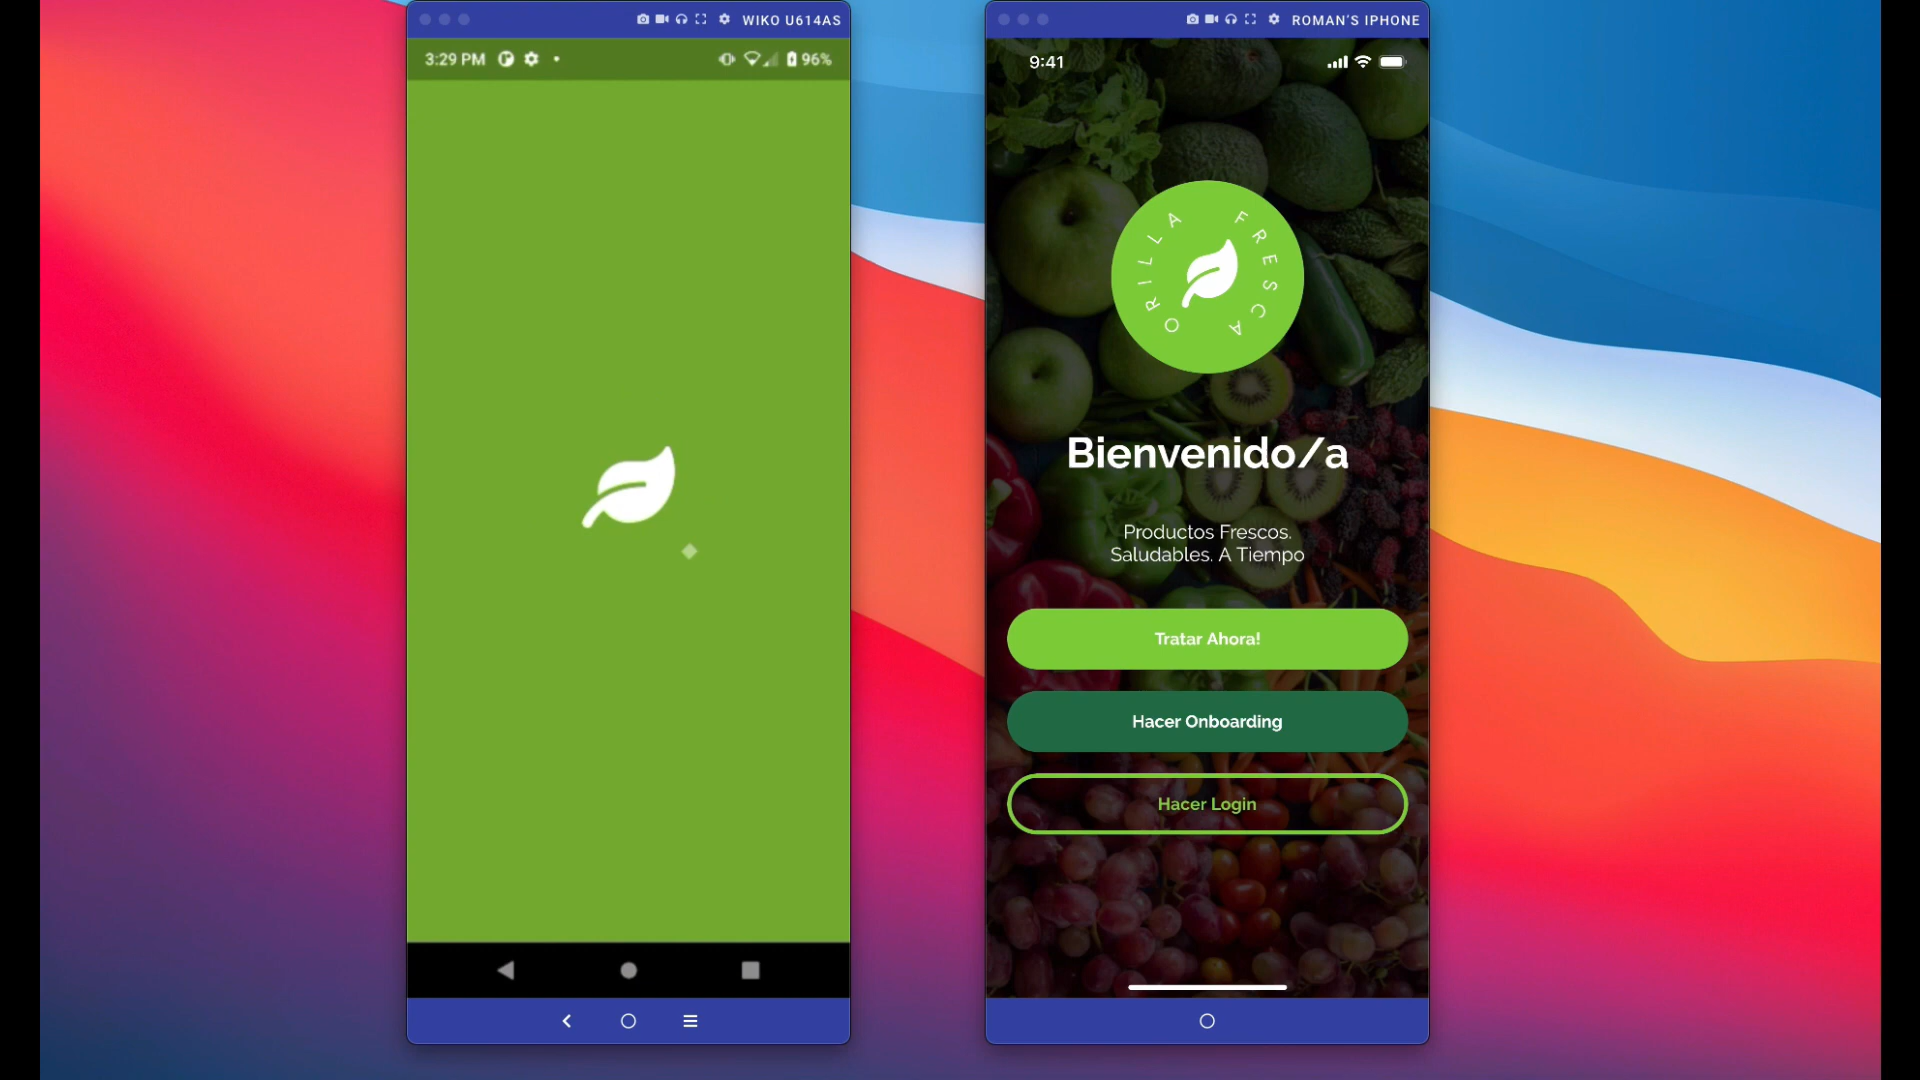 WIKO U614AS
3:29 PM
96%
ROMAN'S IPHONE
9:41
ORILLA FRESCA
Bienvenido/a
Productos Frescos.
Saludables. A Tiempo
Tratar Ahora!
Hacer Onboarding
Hacer Login